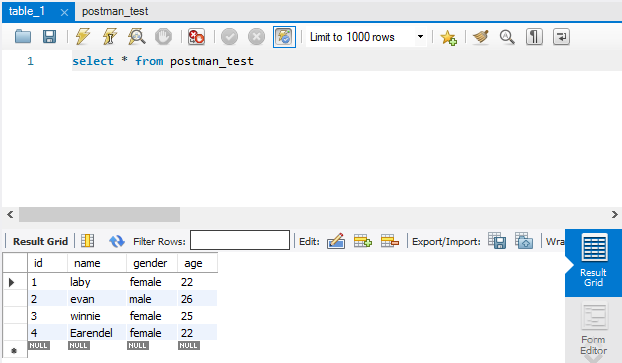 table_1 postman_test
Limit to 1000 rows
1 select * from postman_test
Result Grid Filter Rows: Edit: Export/Import: Wra
id name gender age
1 laby female 22
2 evan male 26
3 winnie female 25
4 Earendel female 22
NULL NULL NULL NULL
Result
Grid
Form
Editor